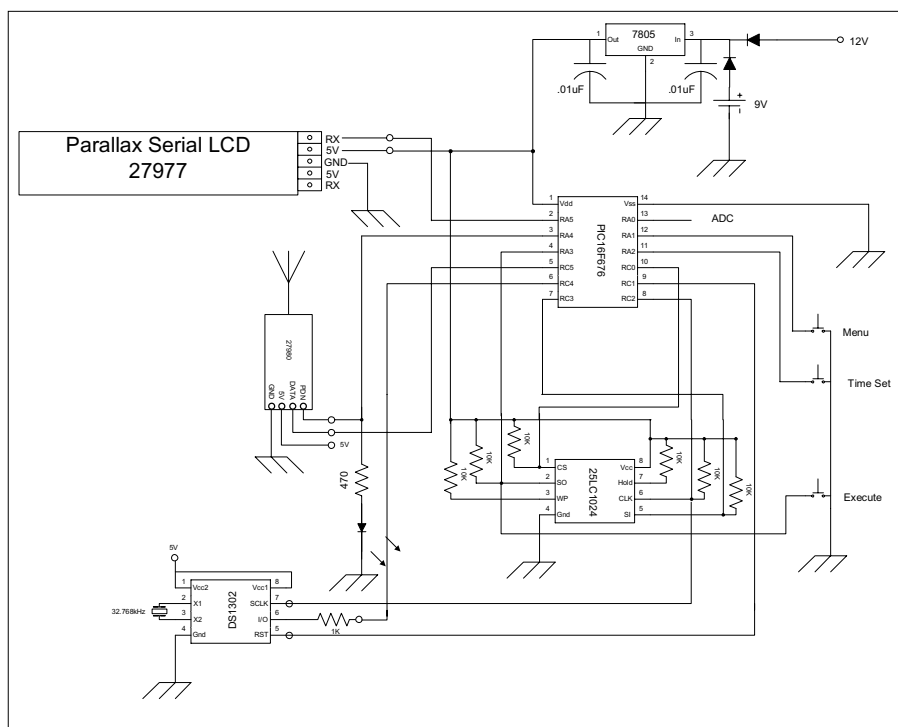 1
Out
7805
In
3
GND
2
12V
.01uF
.01uF
9V
Parallax Serial LCD
27977
RX
5V
GND
5V
RX
PIC16F676
1
Vdd
Vss
14
2
RA5
RA0
13
ADC
3
RA4
RA1
12
4
RA3
RA2
11
5
RC5
RC0
10
6
RC4
RC1
9
7
RC3
RC2
8
27980
GND
5V
DATA
PDN
5V
Menu
Time Set
Execute
470
10K
10K
10K
10K
10K
10K
25LC1024
1
CS
Vcc
8
2
SO
Hold
7
3
WP
CLK
6
4
Gnd
SI
5
5V
32.768kHz
DS1302
1
Vcc2
Vcc1
8
2
X1
SCLK
7
3
X2
I/O
6
4
Gnd
RST
5
1K